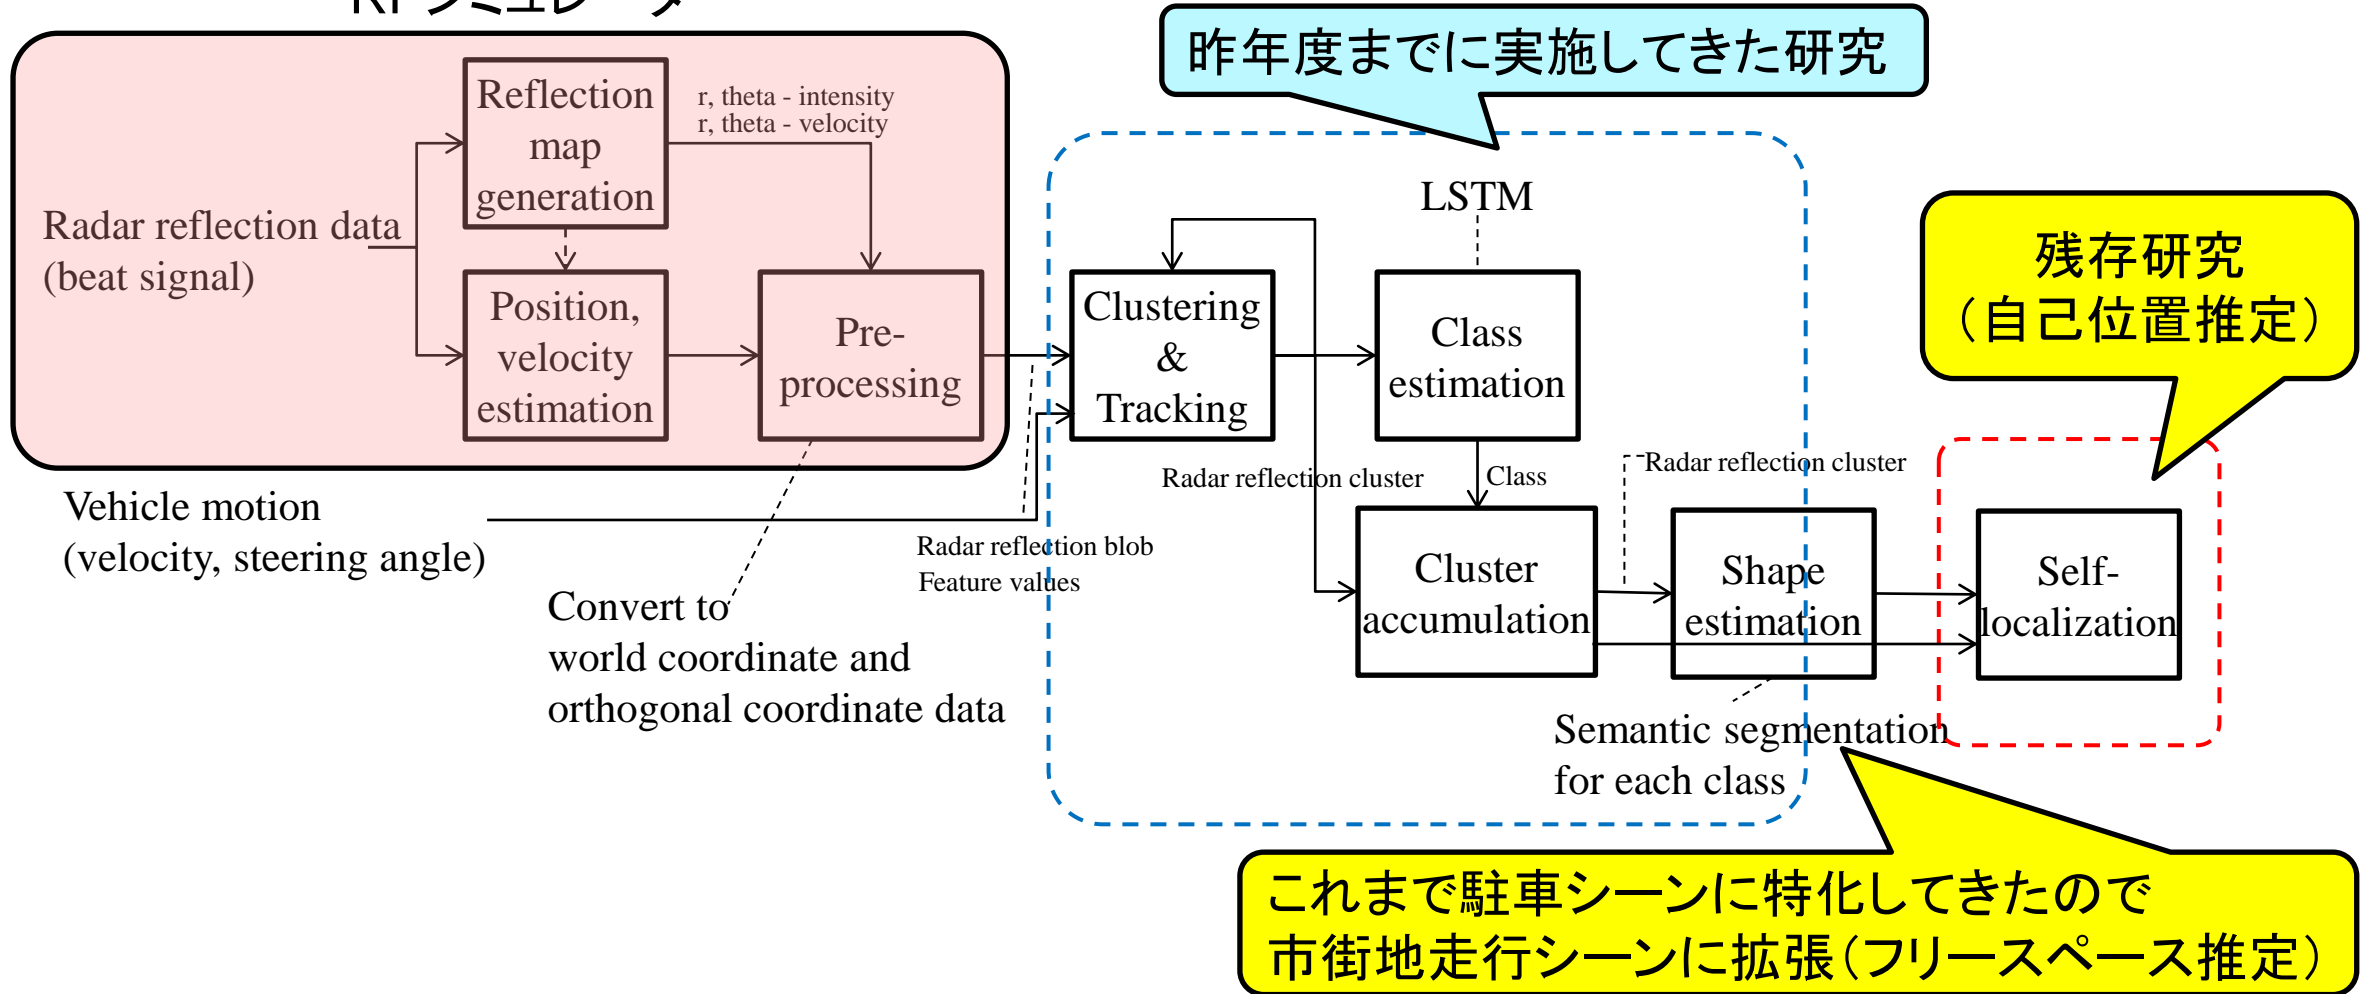 昨年度までに実施してきた研究
Reflection
map
generation
r, theta - intensity
r, theta - velocity
Radar reflection data
(beat signal)
Position,
velocity
estimation
Pre-
processing
Clustering
&
Tracking
LSTM
Class
estimation
残存研究
（自己位置推定）
Vehicle motion
(velocity, steering angle)
Radar reflection cluster
Class
Radar reflection cluster
Radar reflection blob
Feature values
Convert to
world coordinate and
orthogonal coordinate data
Cluster
accumulation
Shape
estimation
Self-
localization
Semantic segmentation
for each class
これまで駐車シーンに特化してきたので
市街地走行シーンに拡張（フリースペース推定）